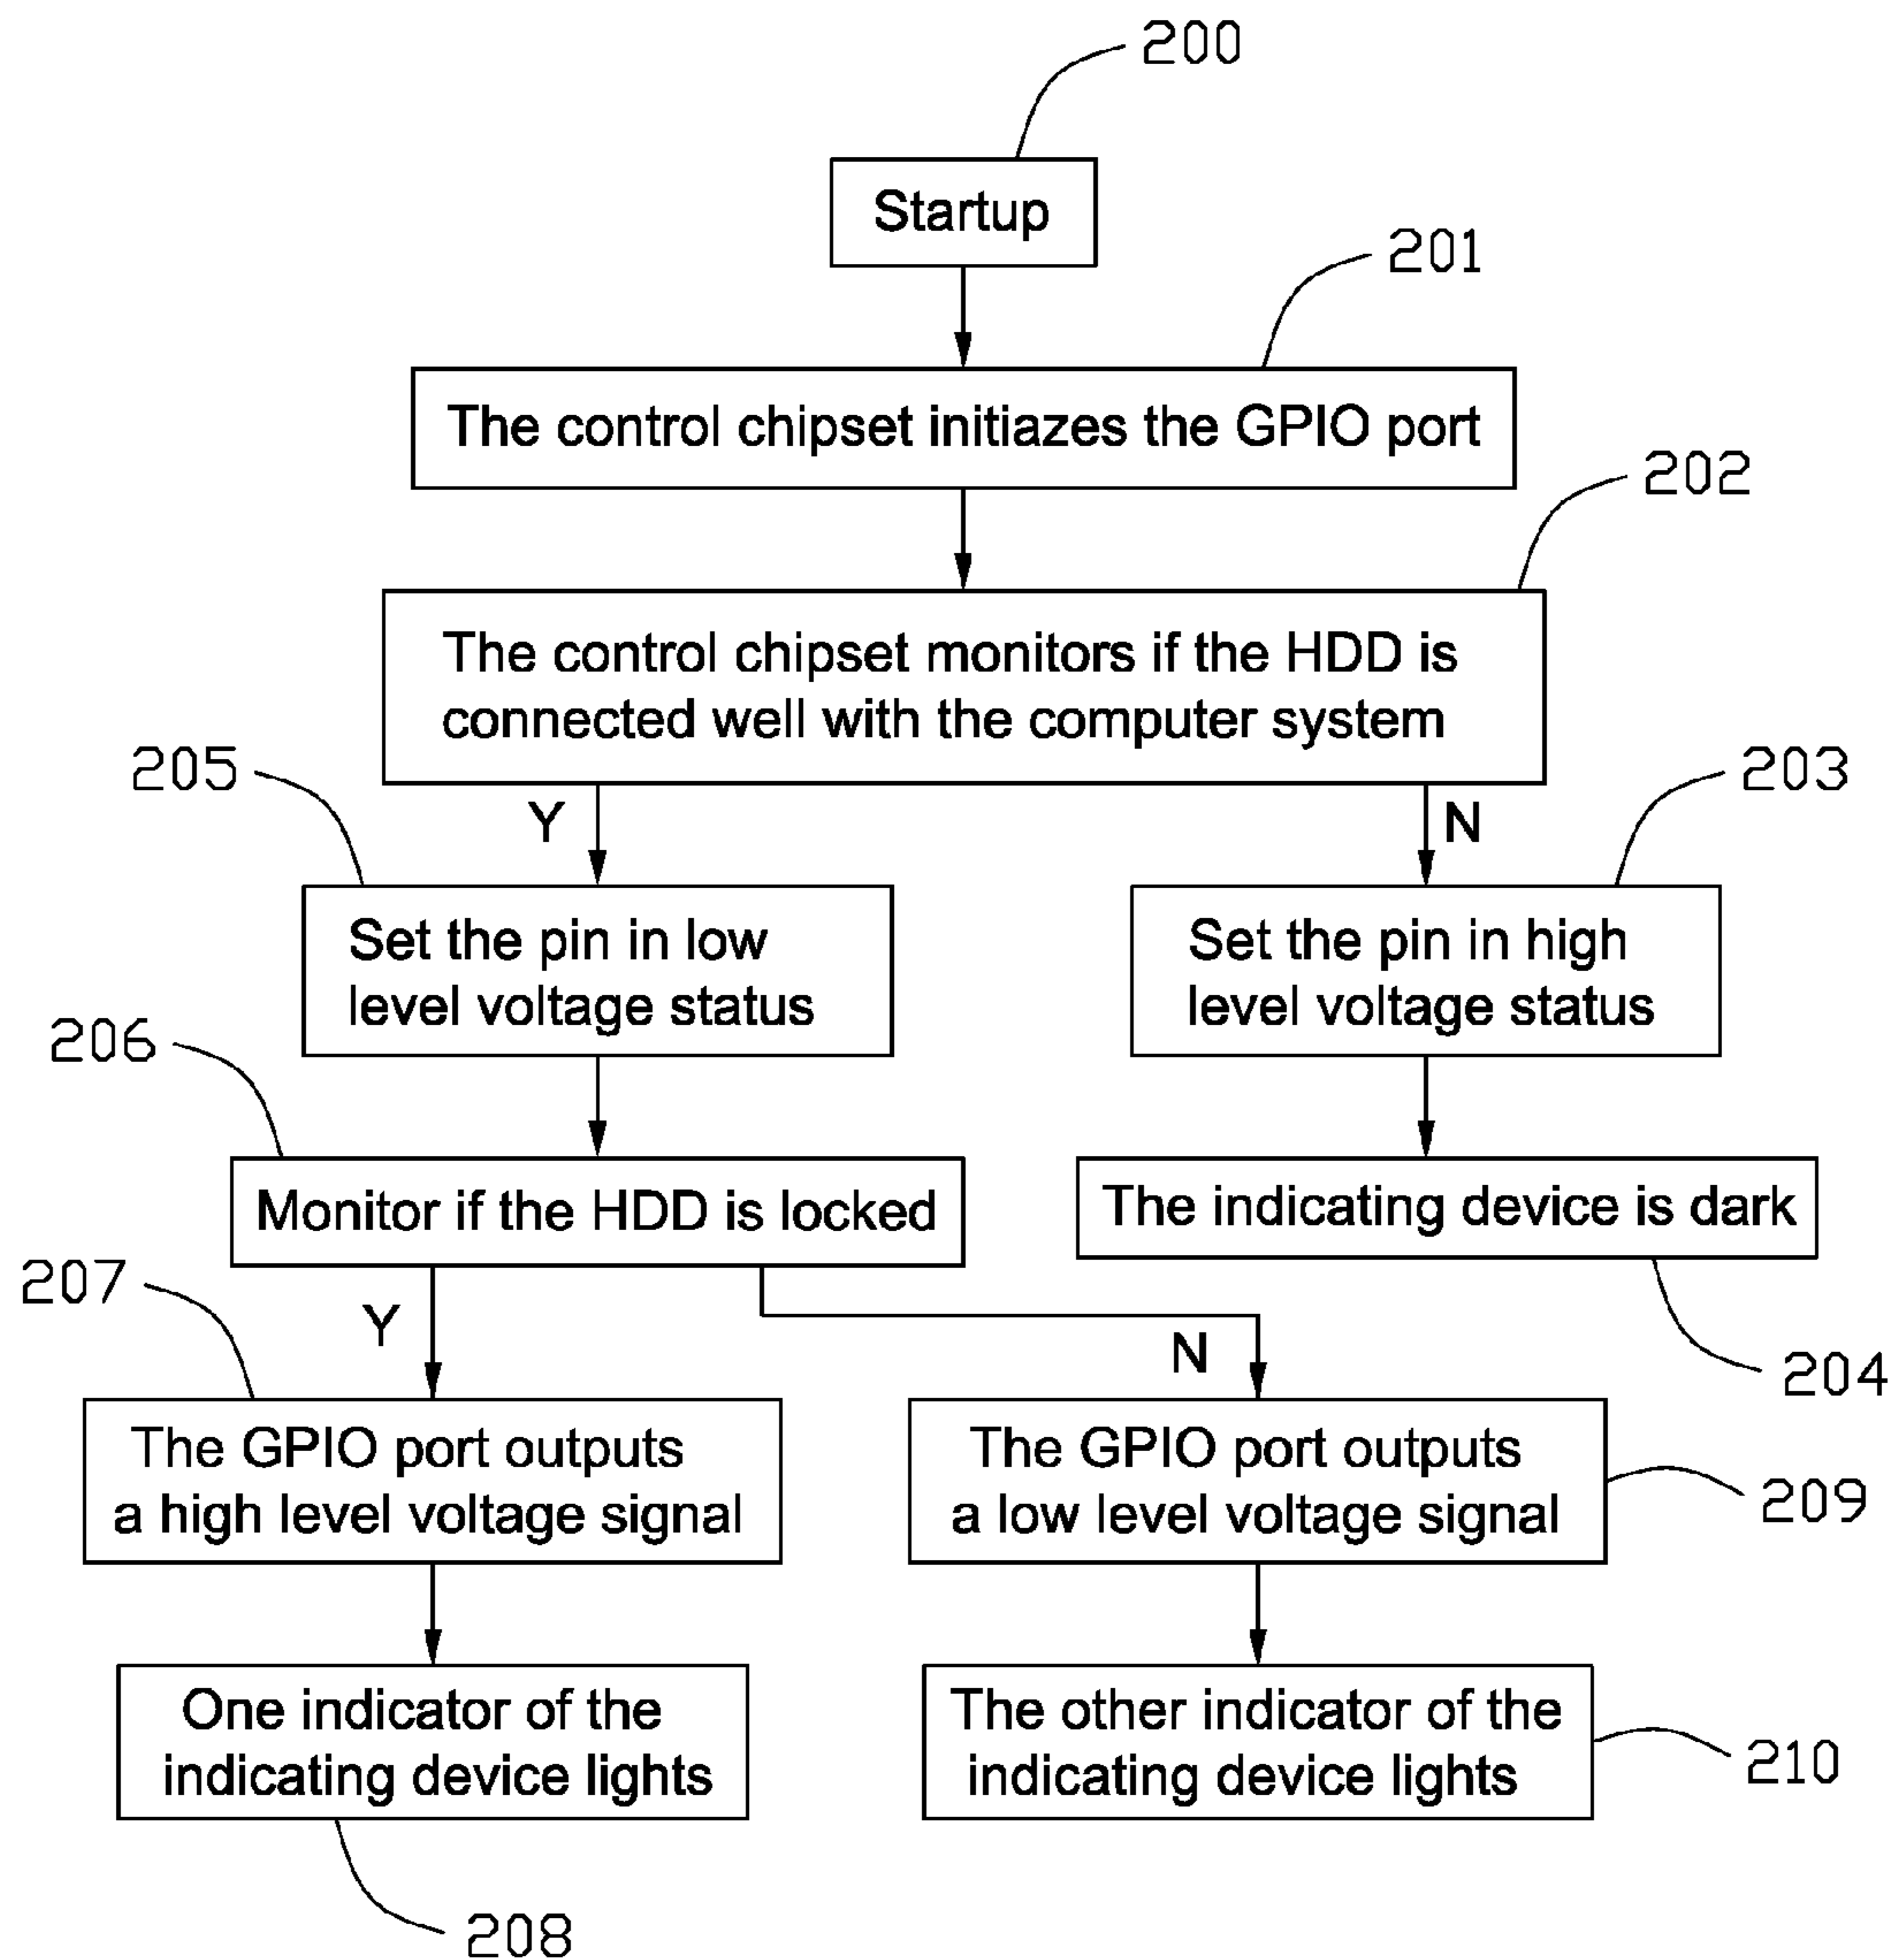 200
Startup
201
The control chipset initiazes the GPIO port
202
The control chipset monitors if the HDD is
connected well with the computer system
205
Y
N
203
Set the pin in low
level voltage status
Set the pin in high
level voltage status
206
Monitor if the HDD is locked
The indicating device is dark
207
Y
N
204
The GPIO port outputs
a high level voltage signal
The GPIO port outputs
a low level voltage signal
209
One indicator of the
indicating device lights
The other indicator of the
indicating device lights
210
208